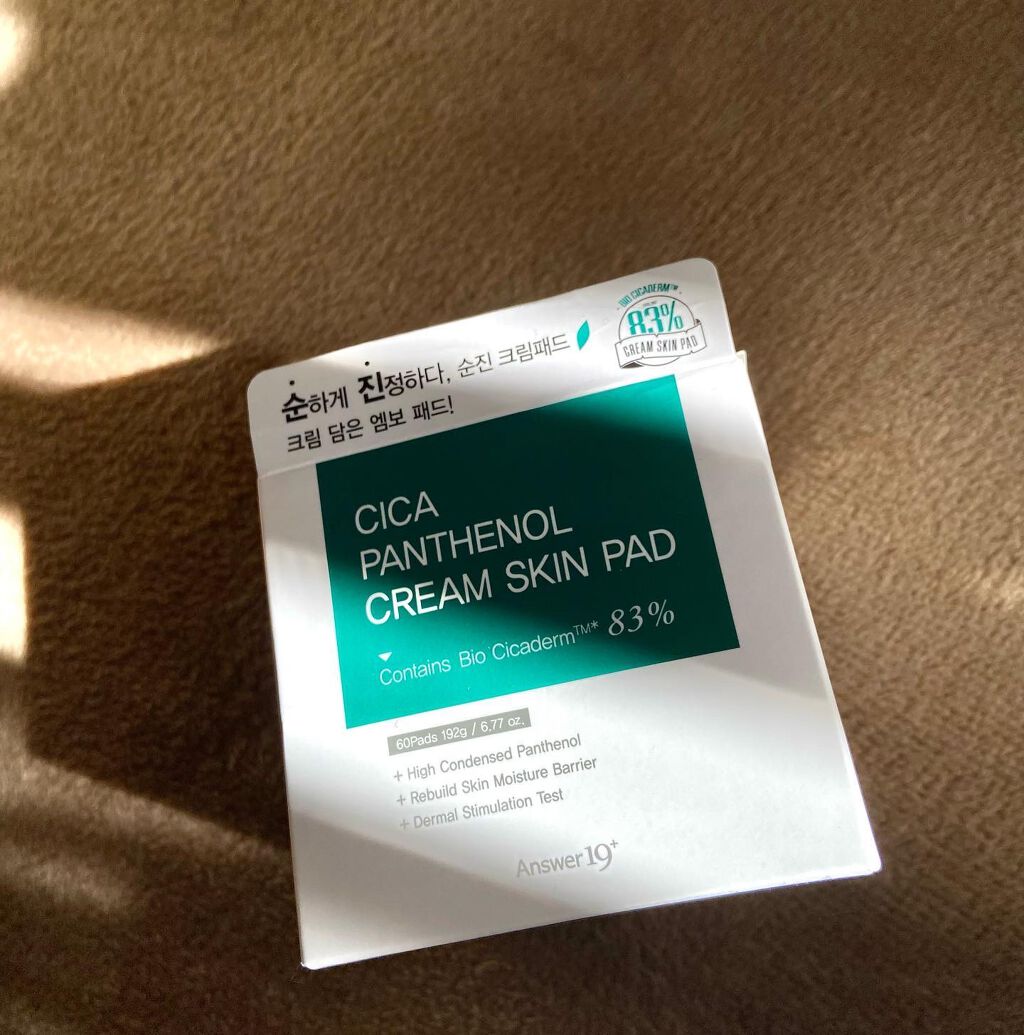 순하게 진정하다, 순진 크림패드
크림 담은 엠보 패드!
BIO CICADERM™
83%
CREAM SKIN PAD
CICA
PANTHENOL
CREAM SKIN PAD
Contains Bio Cicaderm™* 83%
60Pads 192g / 6.77 oz.
+ High Condensed Panthenol
+ Rebuild Skin Moisture Barrier
+ Dermal Stimulation Test
Answer 19+